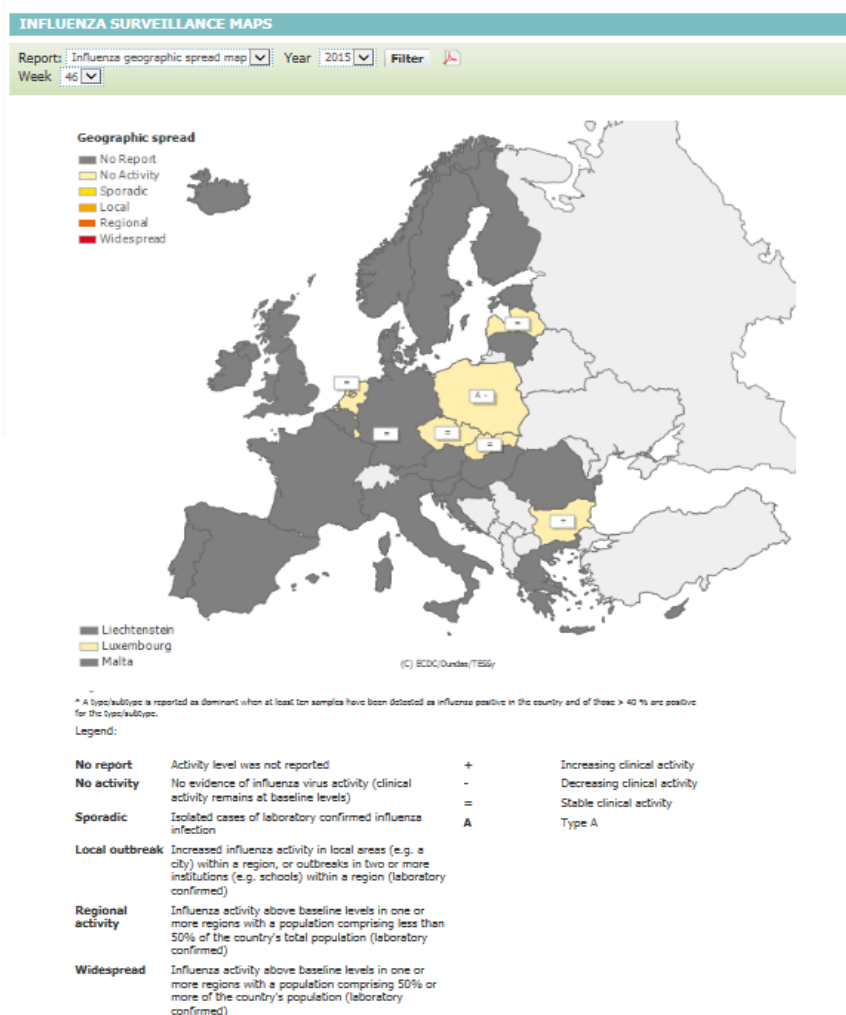 INFLUENZA SURVEILLANCE MAPS
Report: Influenza geographic spread map Year 2015 Filter
Week 46
Geographic spread
No Report
No Activity
Sporadic
Local
Regional
Widespread
=
=
A -
=
=
=
+
Liechtenstein
Luxembourg
Malta
(C) ECDC/Dundas/TESSy
* A type/subtype is reported as dominant when at least ten samples have been detected as influenza positive in the country and of those > 40 % are positive
for the type/subtype.
Legend:
No report Activity level was not reported + Increasing clinical activity
No activity No evidence of influenza virus activity (clinical - Decreasing clinical activity
activity remains at baseline levels) = Stable clinical activity
Sporadic Isolated cases of laboratory confirmed influenza A Type A
infection
Local outbreak Increased influenza activity in local areas (e.g. a
city) within a region, or outbreaks in two or more
institutions (e.g. schools) within a region (laboratory
confirmed)
Regional Influenza activity above baseline levels in one or
activity more regions with a population comprising less than
50% of the country's total population (laboratory
confirmed)
Widespread Influenza activity above baseline levels in one or
more regions with a population comprising 50% or
more of the country's population (laboratory
confirmed)